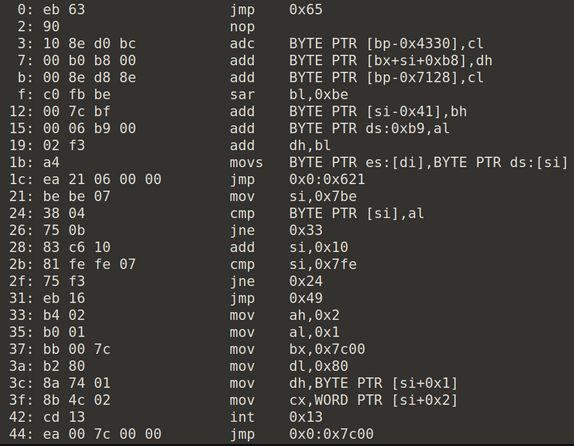 0: eb 63 jmp 0x65
2: 90 nop
3: 10 8e d0 bc adc BYTE PTR [bp-0x4330],cl
7: 00 b0 b8 00 add BYTE PTR [bx+si+0xb8],dh
b: 00 8e d8 8e add BYTE PTR [bp-0x7128],cl
f: c0 fb be sar bl,0xbe
12: 00 7c bf add BYTE PTR [si-0x41],bh
15: 00 06 b9 00 add BYTE PTR ds:0xb9,al
19: 02 f3 add dh,bl
1b: a4 movs BYTE PTR es:[di],BYTE PTR ds:[si]
1c: ea 21 06 00 00 jmp 0x0:0x621
21: be be 07 mov si,0x7be
24: 38 04 cmp BYTE PTR [si],al
26: 75 0b jne 0x33
28: 83 c6 10 add si,0x10
2b: 81 fe fe 07 cmp si,0x7fe
2f: 75 f3 jne 0x24
31: eb 16 jmp 0x49
33: b4 02 mov ah,0x2
35: b0 01 mov al,0x1
37: bb 00 7c mov bx,0x7c00
3a: b2 80 mov dl,0x80
3c: 8a 74 01 mov dh,BYTE PTR [si+0x1]
3f: 8b 4c 02 mov cx,WORD PTR [si+0x2]
42: cd 13 int 0x13
44: ea 00 7c 00 00 jmp 0x0:0x7c00